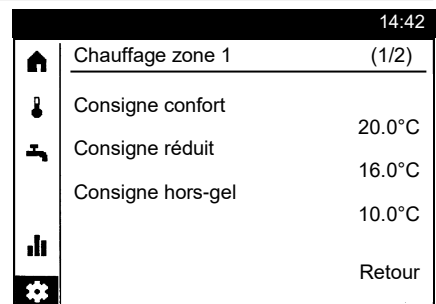 14:42
Chauffage zone 1 (1/2)
Consigne confort
20.0°C
Consigne réduit
16.0°C
Consigne hors-gel
10.0°C
Retour